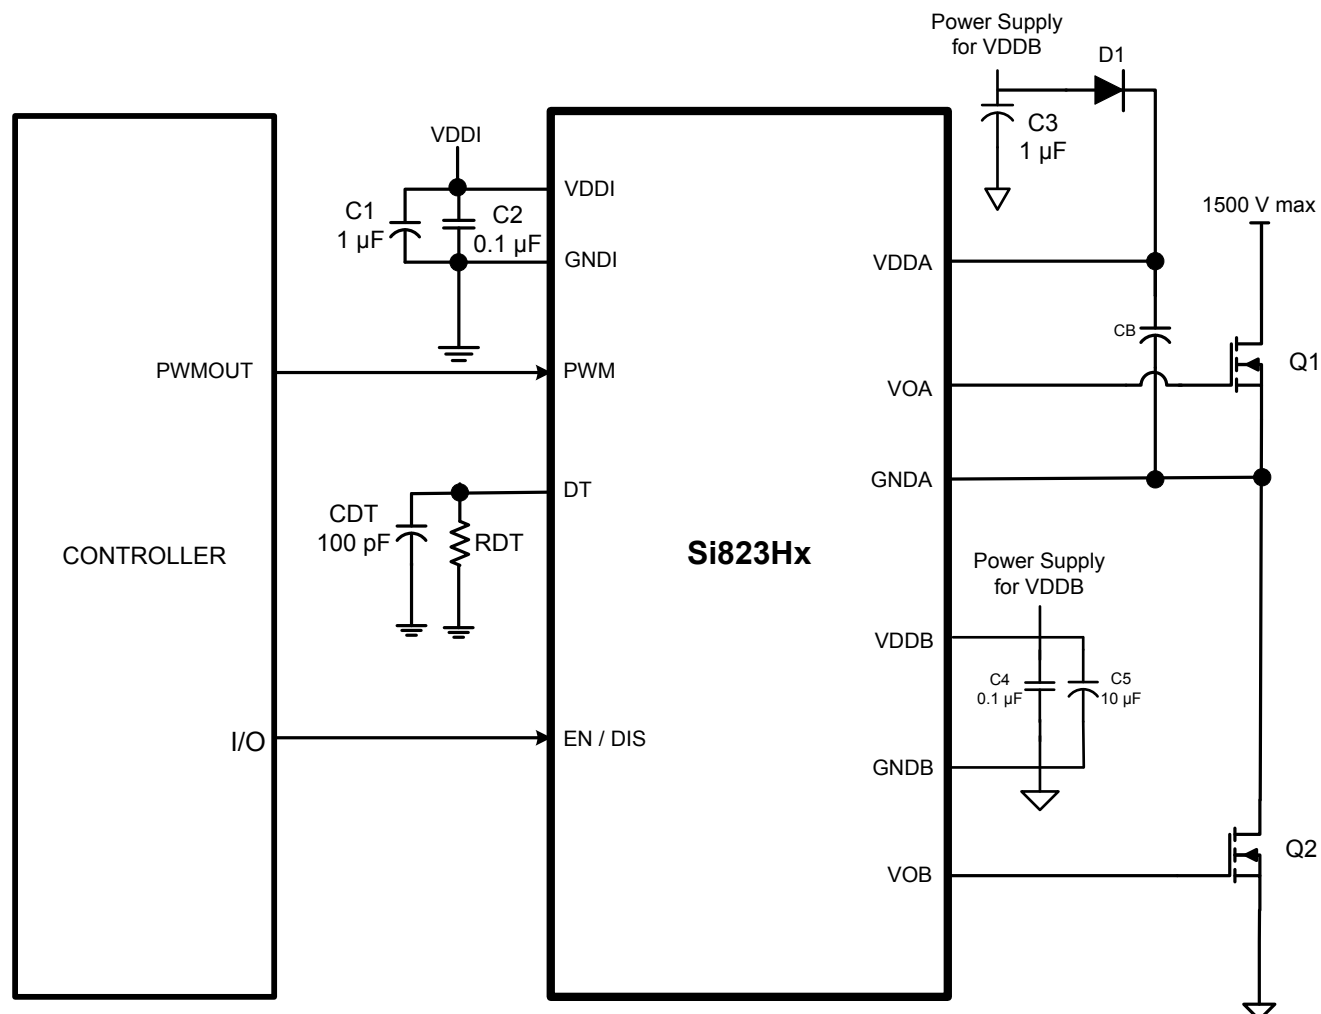 Power Supply
for VDDB
D1
C3
1 µF
VDDI
VDDI
C1
1 µF
C2
0.1 µF
GNDI
1500 V max
VDDA
CB
PWMOUT
PWM
VOA
Q1
GNDA
DT
CDT
100 pF
RDT
CONTROLLER
Si823Hx
Power Supply
for VDDB
VDDB
C4
0.1 µF
C5
10 µF
I/O
EN / DIS
GNDB
VOB
Q2